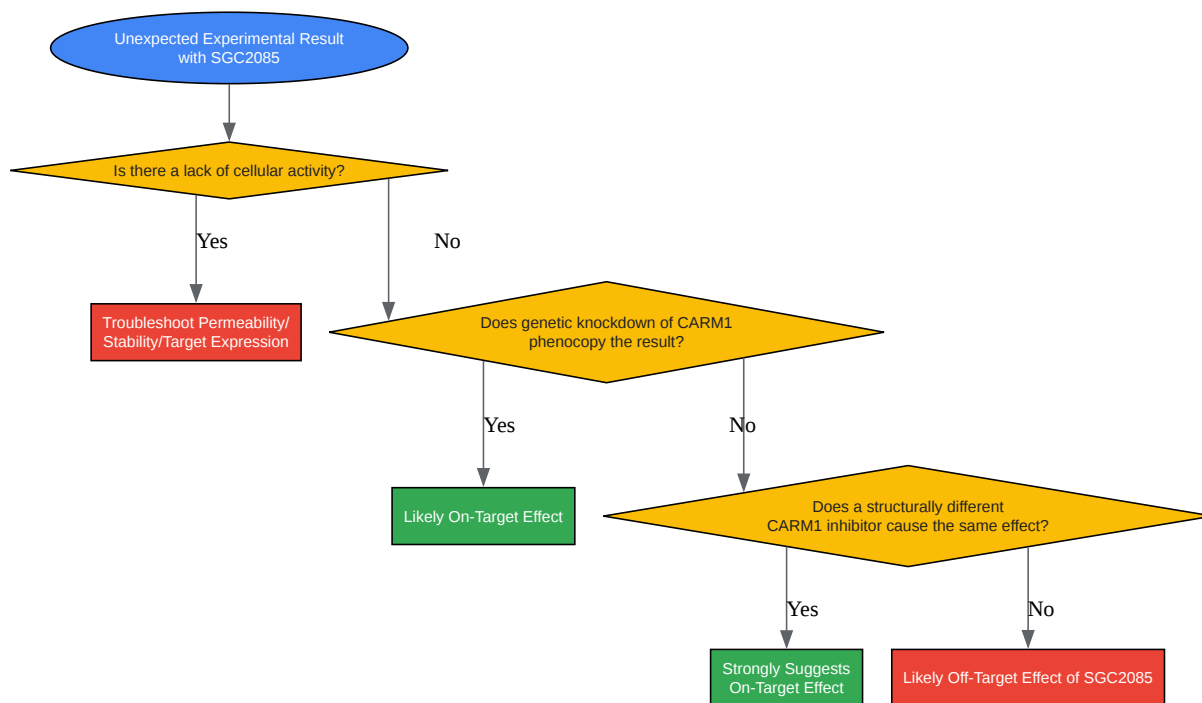 Unexpected Experimental Result
with SGC2085
Is there a lack of cellular activity?
Yes
No
Troubleshoot Permeability/
Stability/Target Expression
Does genetic knockdown of CARM1
phenocopy the result?
Yes
No
Likely On-Target Effect
Does a structurally different
CARM1 inhibitor cause the same effect?
Yes
No
Strongly Suggests
On-Target Effect
Likely Off-Target Effect of SGC2085